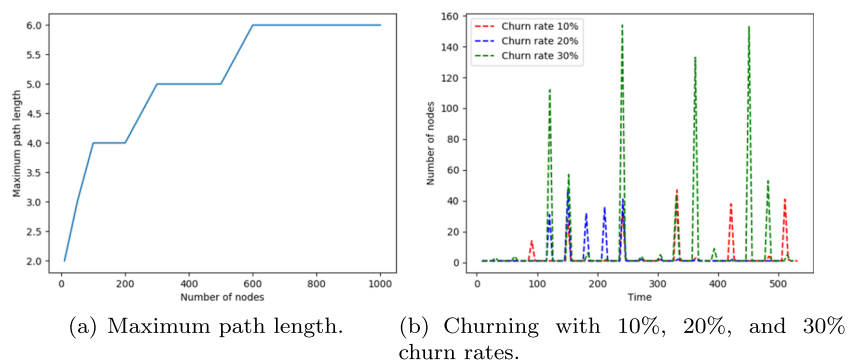 6.0
5.5
5.0
4.5
4.0
3.5
3.0
2.5
2.0
Maximum path length
0 200 400 600 800 1000
Number of nodes
160
140
120
100
80
60
40
20
0
Number of nodes
Churn rate 10%
Churn rate 20%
Churn rate 30%
0 100 200 300 400 500
Time
(a) Maximum path length.
(b) Churning with 10%, 20%, and 30%
churn rates.